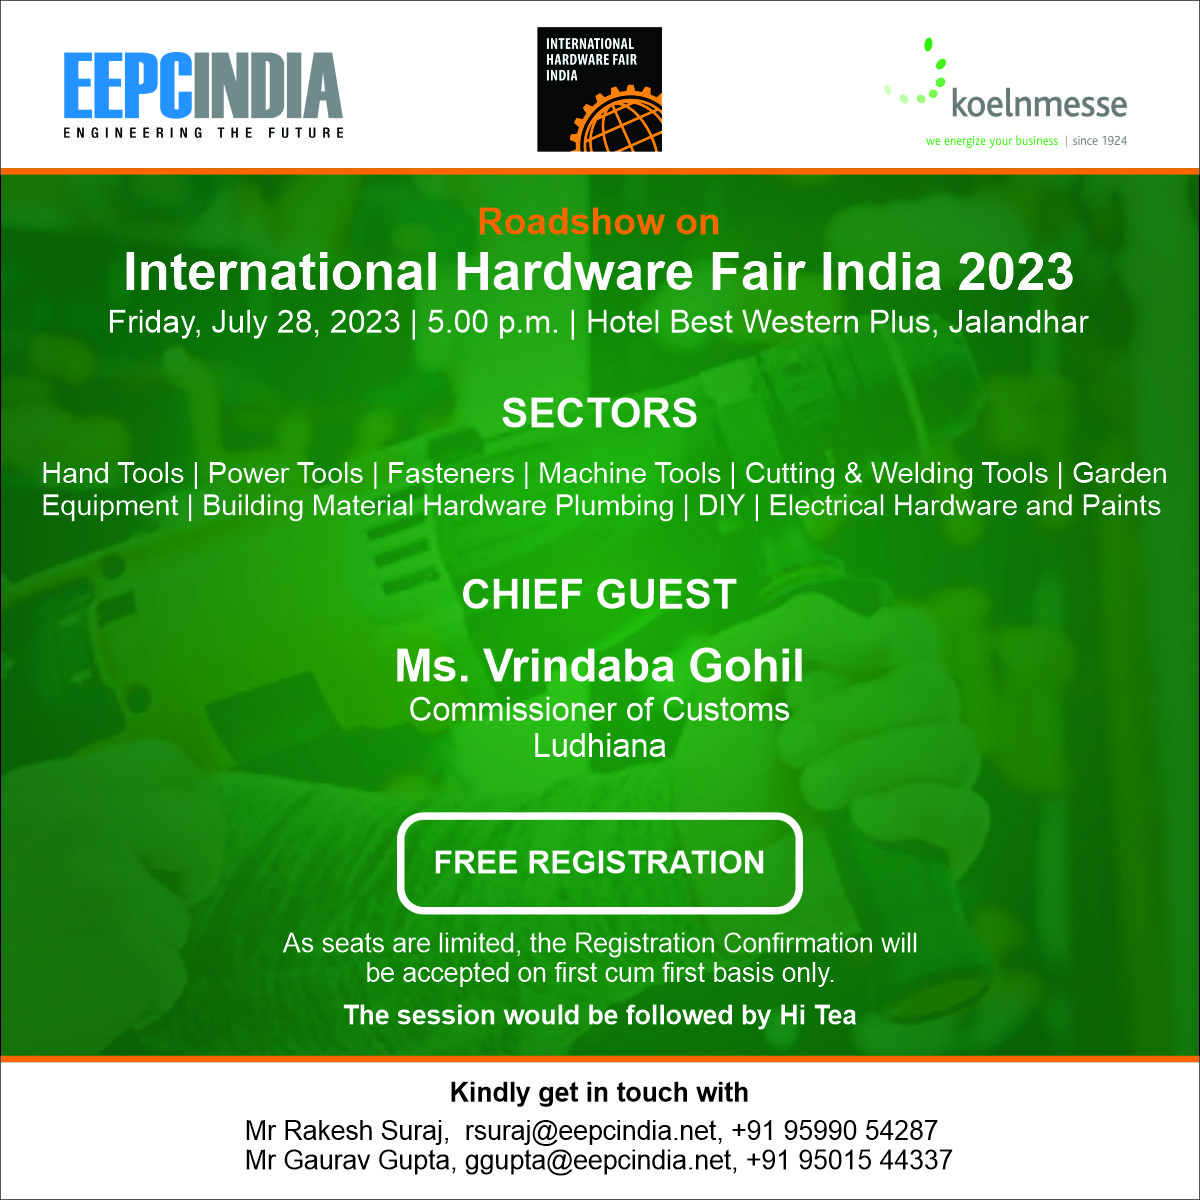 EEPCINDIA
ENGINEERING THE FUTURE
INTERNATIONAL
HARDWARE FAIR
INDIA
koelnmesse
we energize your business | since 1924
Roadshow on
International Hardware Fair India 2023
Friday, July 28, 2023 | 5.00 p.m. | Hotel Best Western Plus, Jalandhar
SECTORS
Hand Tools | Power Tools | Fasteners | Machine Tools | Cutting & Welding Tools | Garden
Equipment | Building Material Hardware Plumbing | DIY | Electrical Hardware and Paints
CHIEF GUEST
Ms. Vrindaba Gohil
Commissioner of Customs
Ludhiana
FREE REGISTRATION
As seats are limited, the Registration Confirmation will
be accepted on first cum first basis only.
The session would be followed by Hi Tea
Kindly get in touch with
Mr Rakesh Suraj, rsuraj@eepcindia.net, +91 95990 54287
Mr Gaurav Gupta, ggupta@eepcindia.net, +91 95015 44337